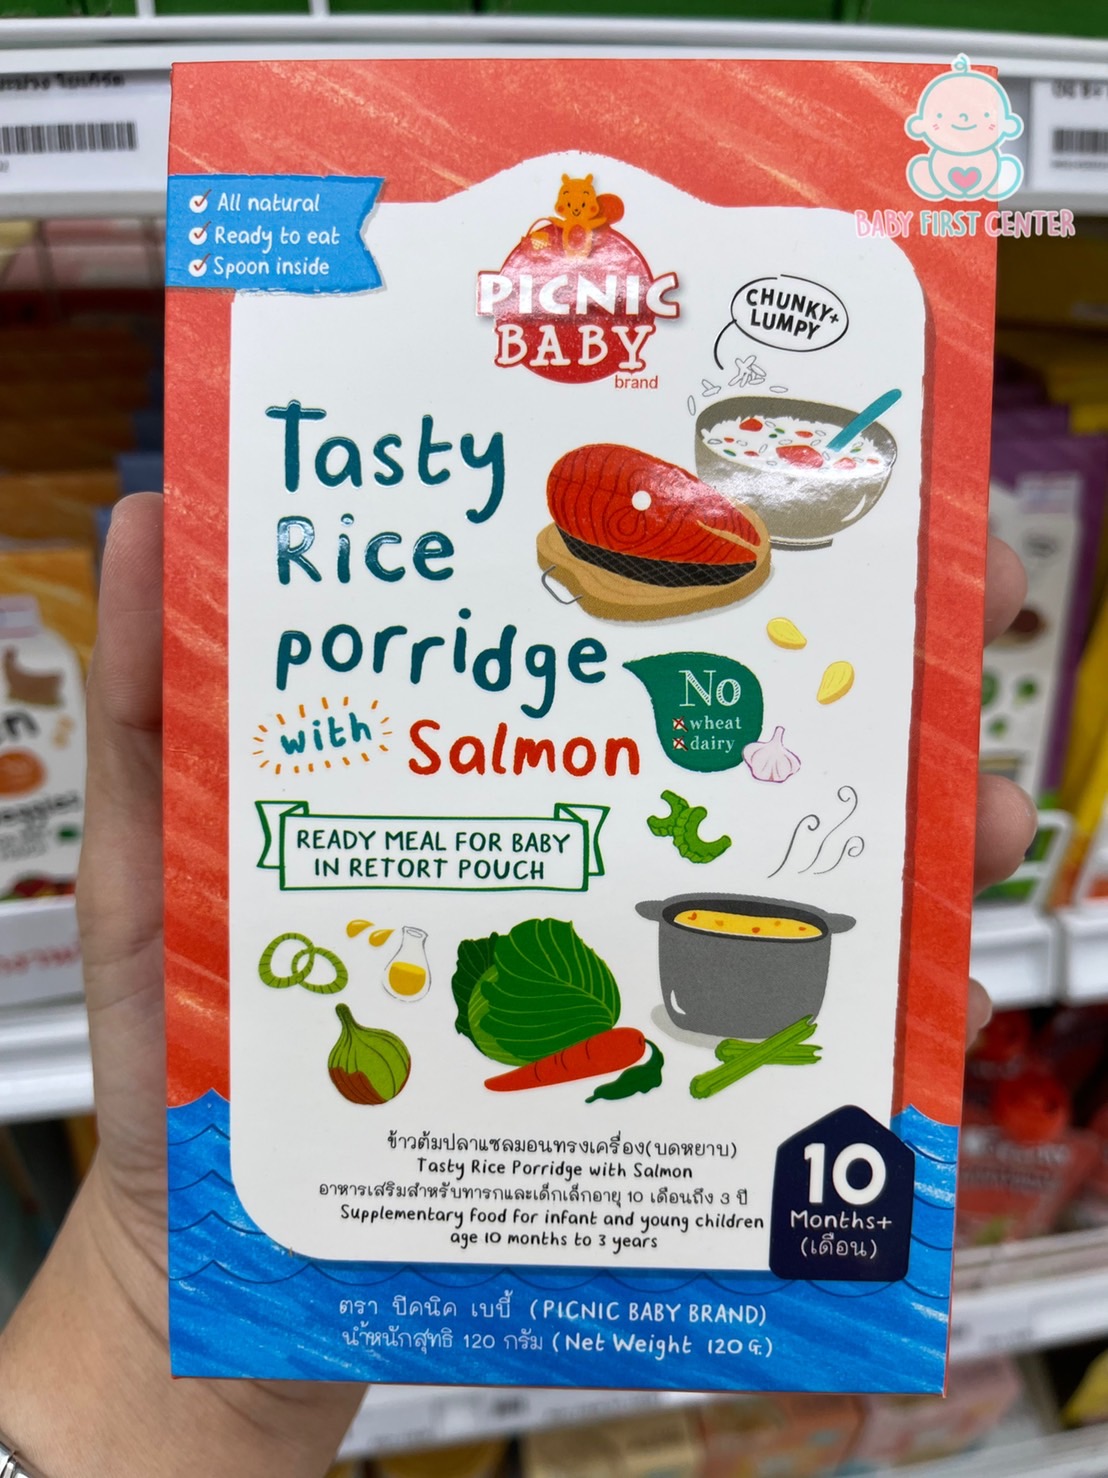 BABY FIRST CENTER
All natural
Ready to eat
Spoon inside
PICNIC
BABY
brand
CHUNKY+
LUMPY
Tasty
Rice
porridge
with Salmon
No
wheat
dairy
READY MEAL FOR BABY
IN RETORT POUCH
ข้าวต้มปลาแซลมอนทรงเครื่อง(บดหยาบ)
Tasty Rice Porridge with Salmon
อาหารเสริมสำหรับทารกและเด็กเล็กอายุ 10 เดือนถึง 3 ปี
Supplementary food for infant and young children
age 10 months to 3 years
10
Months+
(เดือน)
ตรา ปิคนิค เบบี้ (PICNIC BABY BRAND)
น้ำหนักสุทธิ 120 กรัม (Net Weight 120 G.)